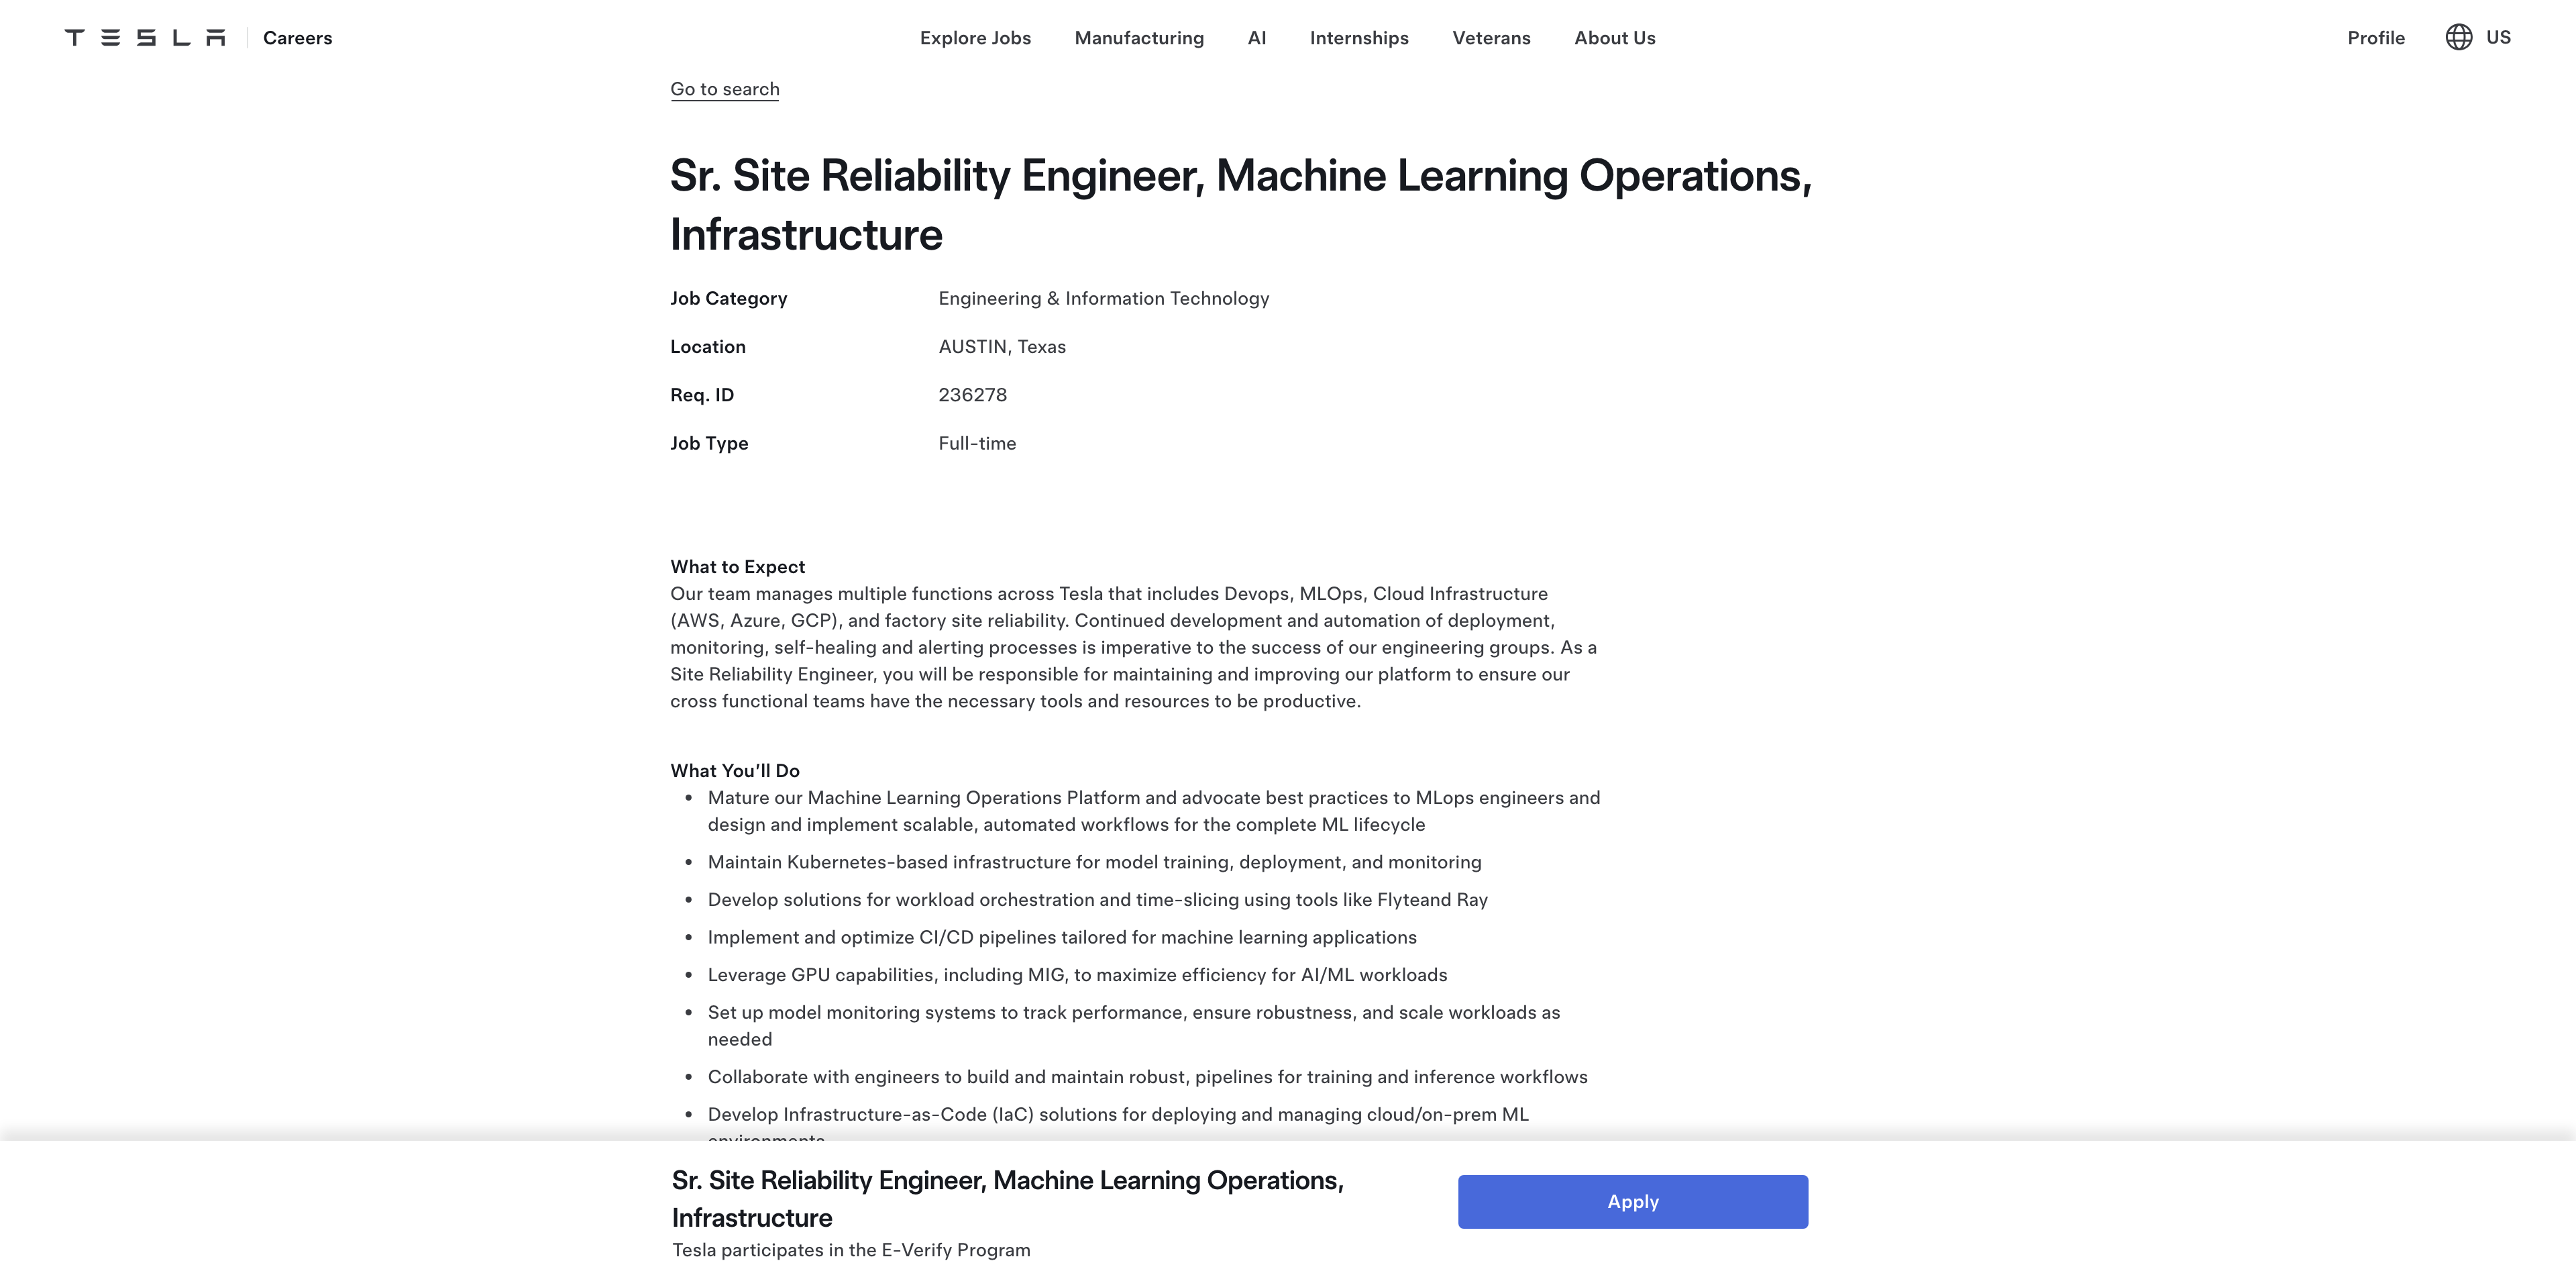 TESLA Careers Explore Jobs Manufacturing AI Internships Veterans About Us Profile US
Go to search
Sr. Site Reliability Engineer, Machine Learning Operations,
Infrastructure
Job Category Engineering & Information Technology
Location AUSTIN, Texas
Req. ID 236278
Job Type Full-time
What to Expect
Our team manages multiple functions across Tesla that includes Devops, MLOps, Cloud Infrastructure
(AWS, Azure, GCP), and factory site reliability. Continued development and automation of deployment,
monitoring, self-healing and alerting processes is imperative to the success of our engineering groups. As a
Site Reliability Engineer, you will be responsible for maintaining and improving our platform to ensure our
cross functional teams have the necessary tools and resources to be productive.
What You’ll Do
• Mature our Machine Learning Operations Platform and advocate best practices to MLops engineers and
design and implement scalable, automated workflows for the complete ML lifecycle
• Maintain Kubernetes-based infrastructure for model training, deployment, and monitoring
• Develop solutions for workload orchestration and time-slicing using tools like Flyteand Ray
• Implement and optimize CI/CD pipelines tailored for machine learning applications
• Leverage GPU capabilities, including MIG, to maximize efficiency for AI/ML workloads
• Set up model monitoring systems to track performance, ensure robustness, and scale workloads as
needed
• Collaborate with engineers to build and maintain robust, pipelines for training and inference workflows
• Develop Infrastructure-as-Code (IaC) solutions for deploying and managing cloud/on-prem ML
environments
Sr. Site Reliability Engineer, Machine Learning Operations,
Infrastructure
Tesla participates in the E-Verify Program
Apply